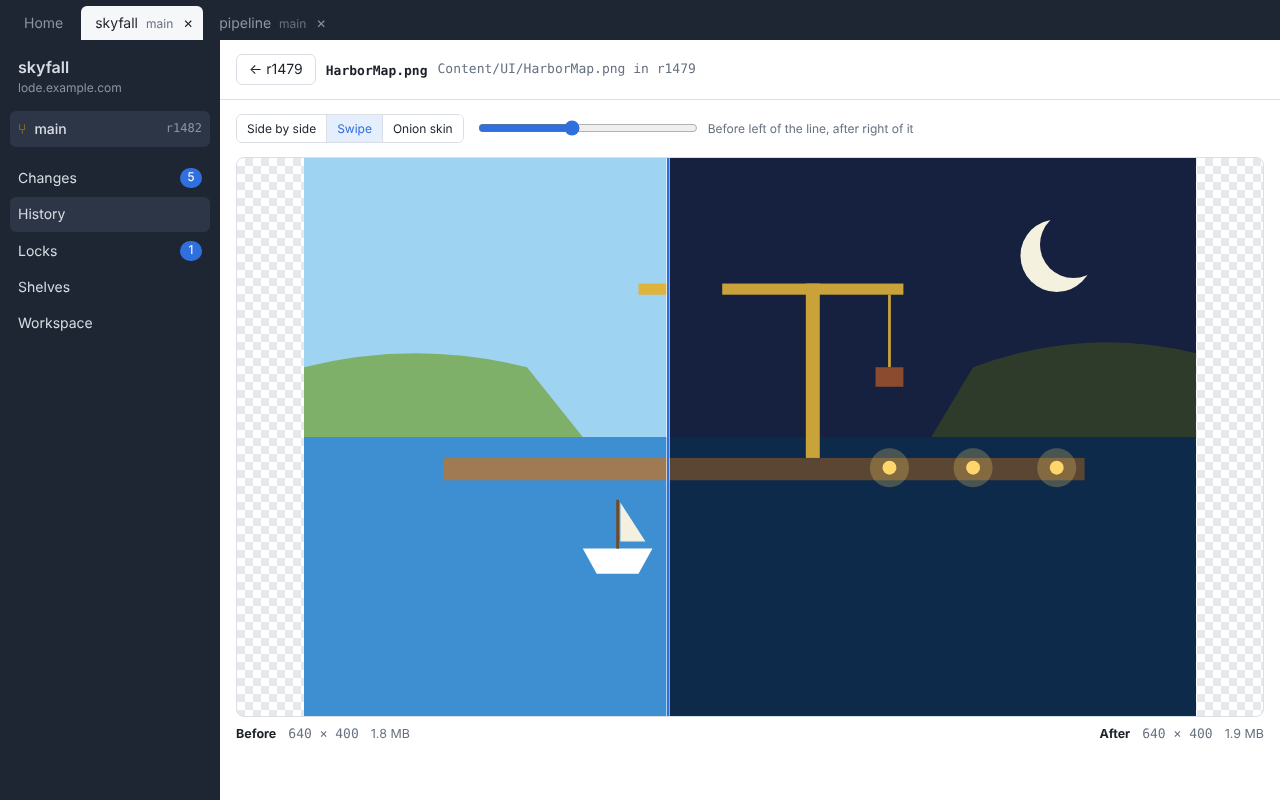 Home
skyfall main ×
pipeline main ×
skyfall
lode.example.com
main r1482
Changes 5
History
Locks 1
Shelves
Workspace
← r1479 HarborMap.png Content/UI/HarborMap.png in r1479
Side by side Swipe Onion skin Before left of the line, after right of it
Before 640 × 400 1.8 MB
After 640 × 400 1.9 MB